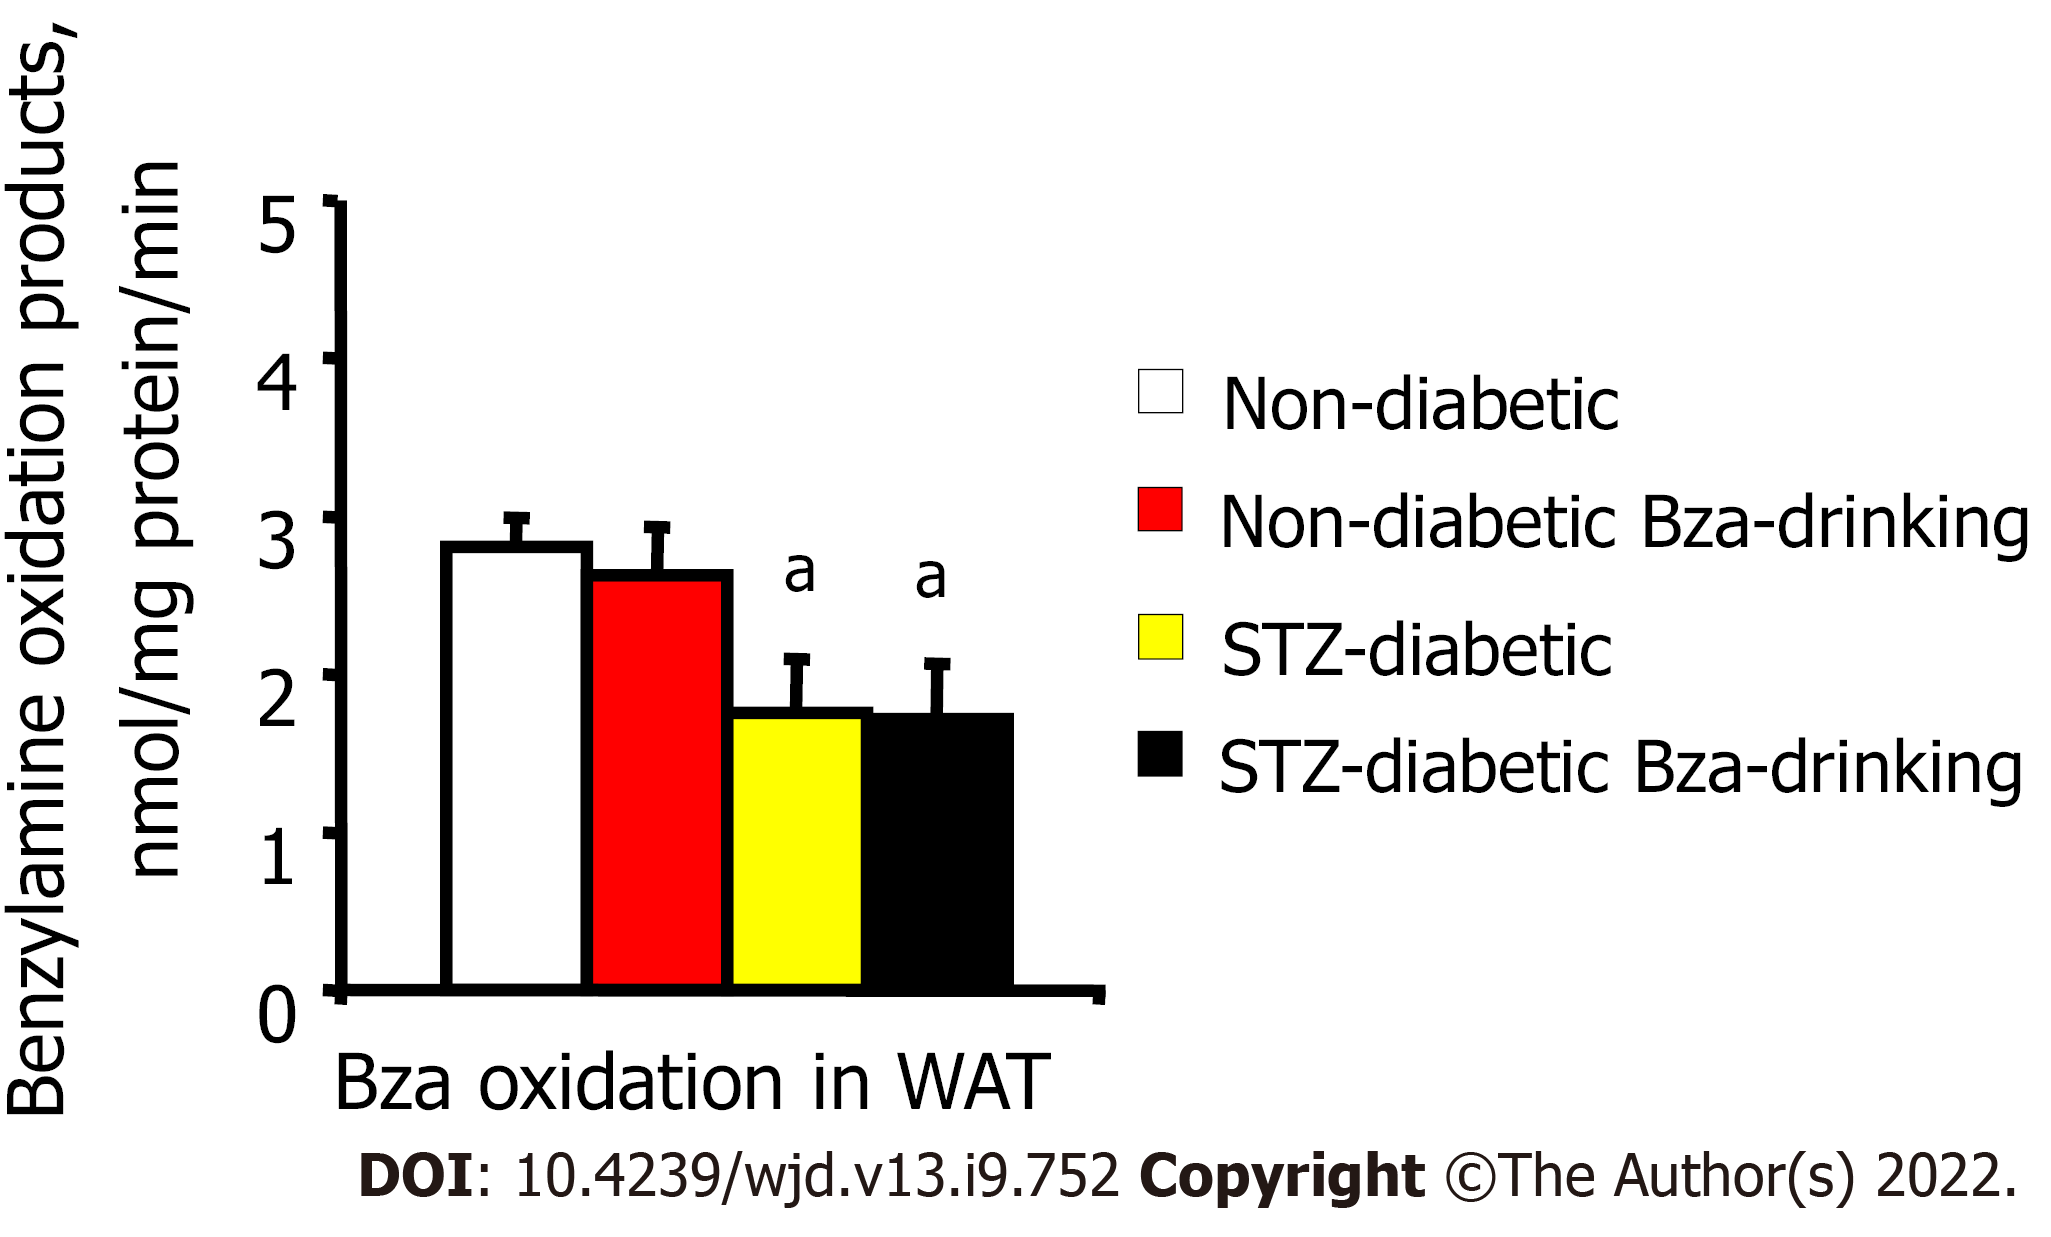 Benzylamine oxidation products,
nmol/mg protein/min
5
4
3
2
1
0
a
a
Bza oxidation in WAT
Non-diabetic
Non-diabetic Bza-drinking
STZ-diabetic
STZ-diabetic Bza-drinking
DOI: 10.4239/wjd.v13.i9.752 Copyright ©The Author(s) 2022.